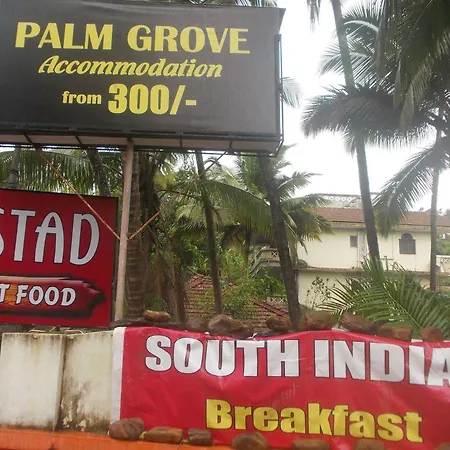 PALM GROVE
Accommodation
from 300/-
STAD
T FOOD
SOUTH INDIA
Breakfast